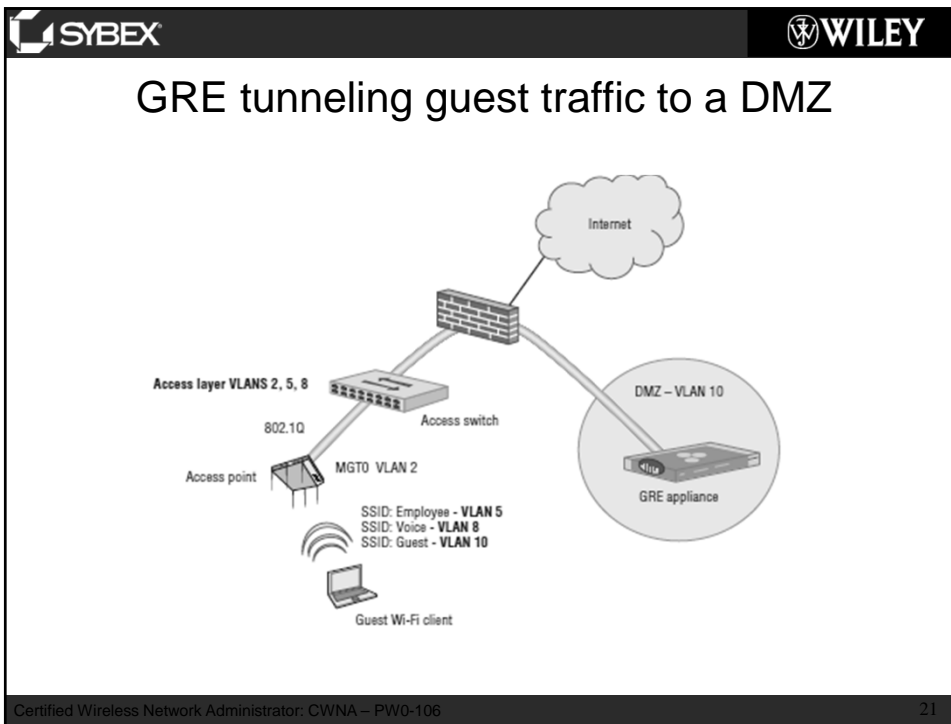 SYBEX
WILEY
GRE tunneling guest traffic to a DMZ
Internet
Access layer VLANS 2, 5, 8
Access switch
DMZ – VLAN 10
802.1Q
Access point
MGT0 VLAN 2
GRE appliance
SSID: Employee - VLAN 5
SSID: Voice - VLAN 8
SSID: Guest - VLAN 10
Guest Wi-Fi client
Certified Wireless Network Administrator: CWNA – PW0-106
21